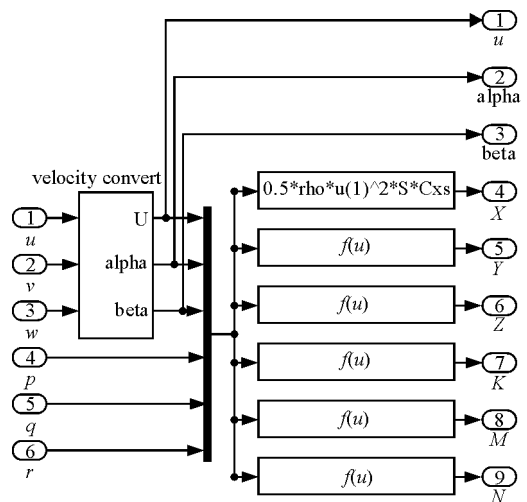 1
u
2
alpha
3
beta
velocity convert
1
u
2
v
3
w
4
p
5
q
6
r
U
alpha
beta
0.5*rho*u(1)^2*S*Cxs
4
X
f(u)
5
Y
f(u)
6
Z
f(u)
7
K
f(u)
8
M
f(u)
9
N